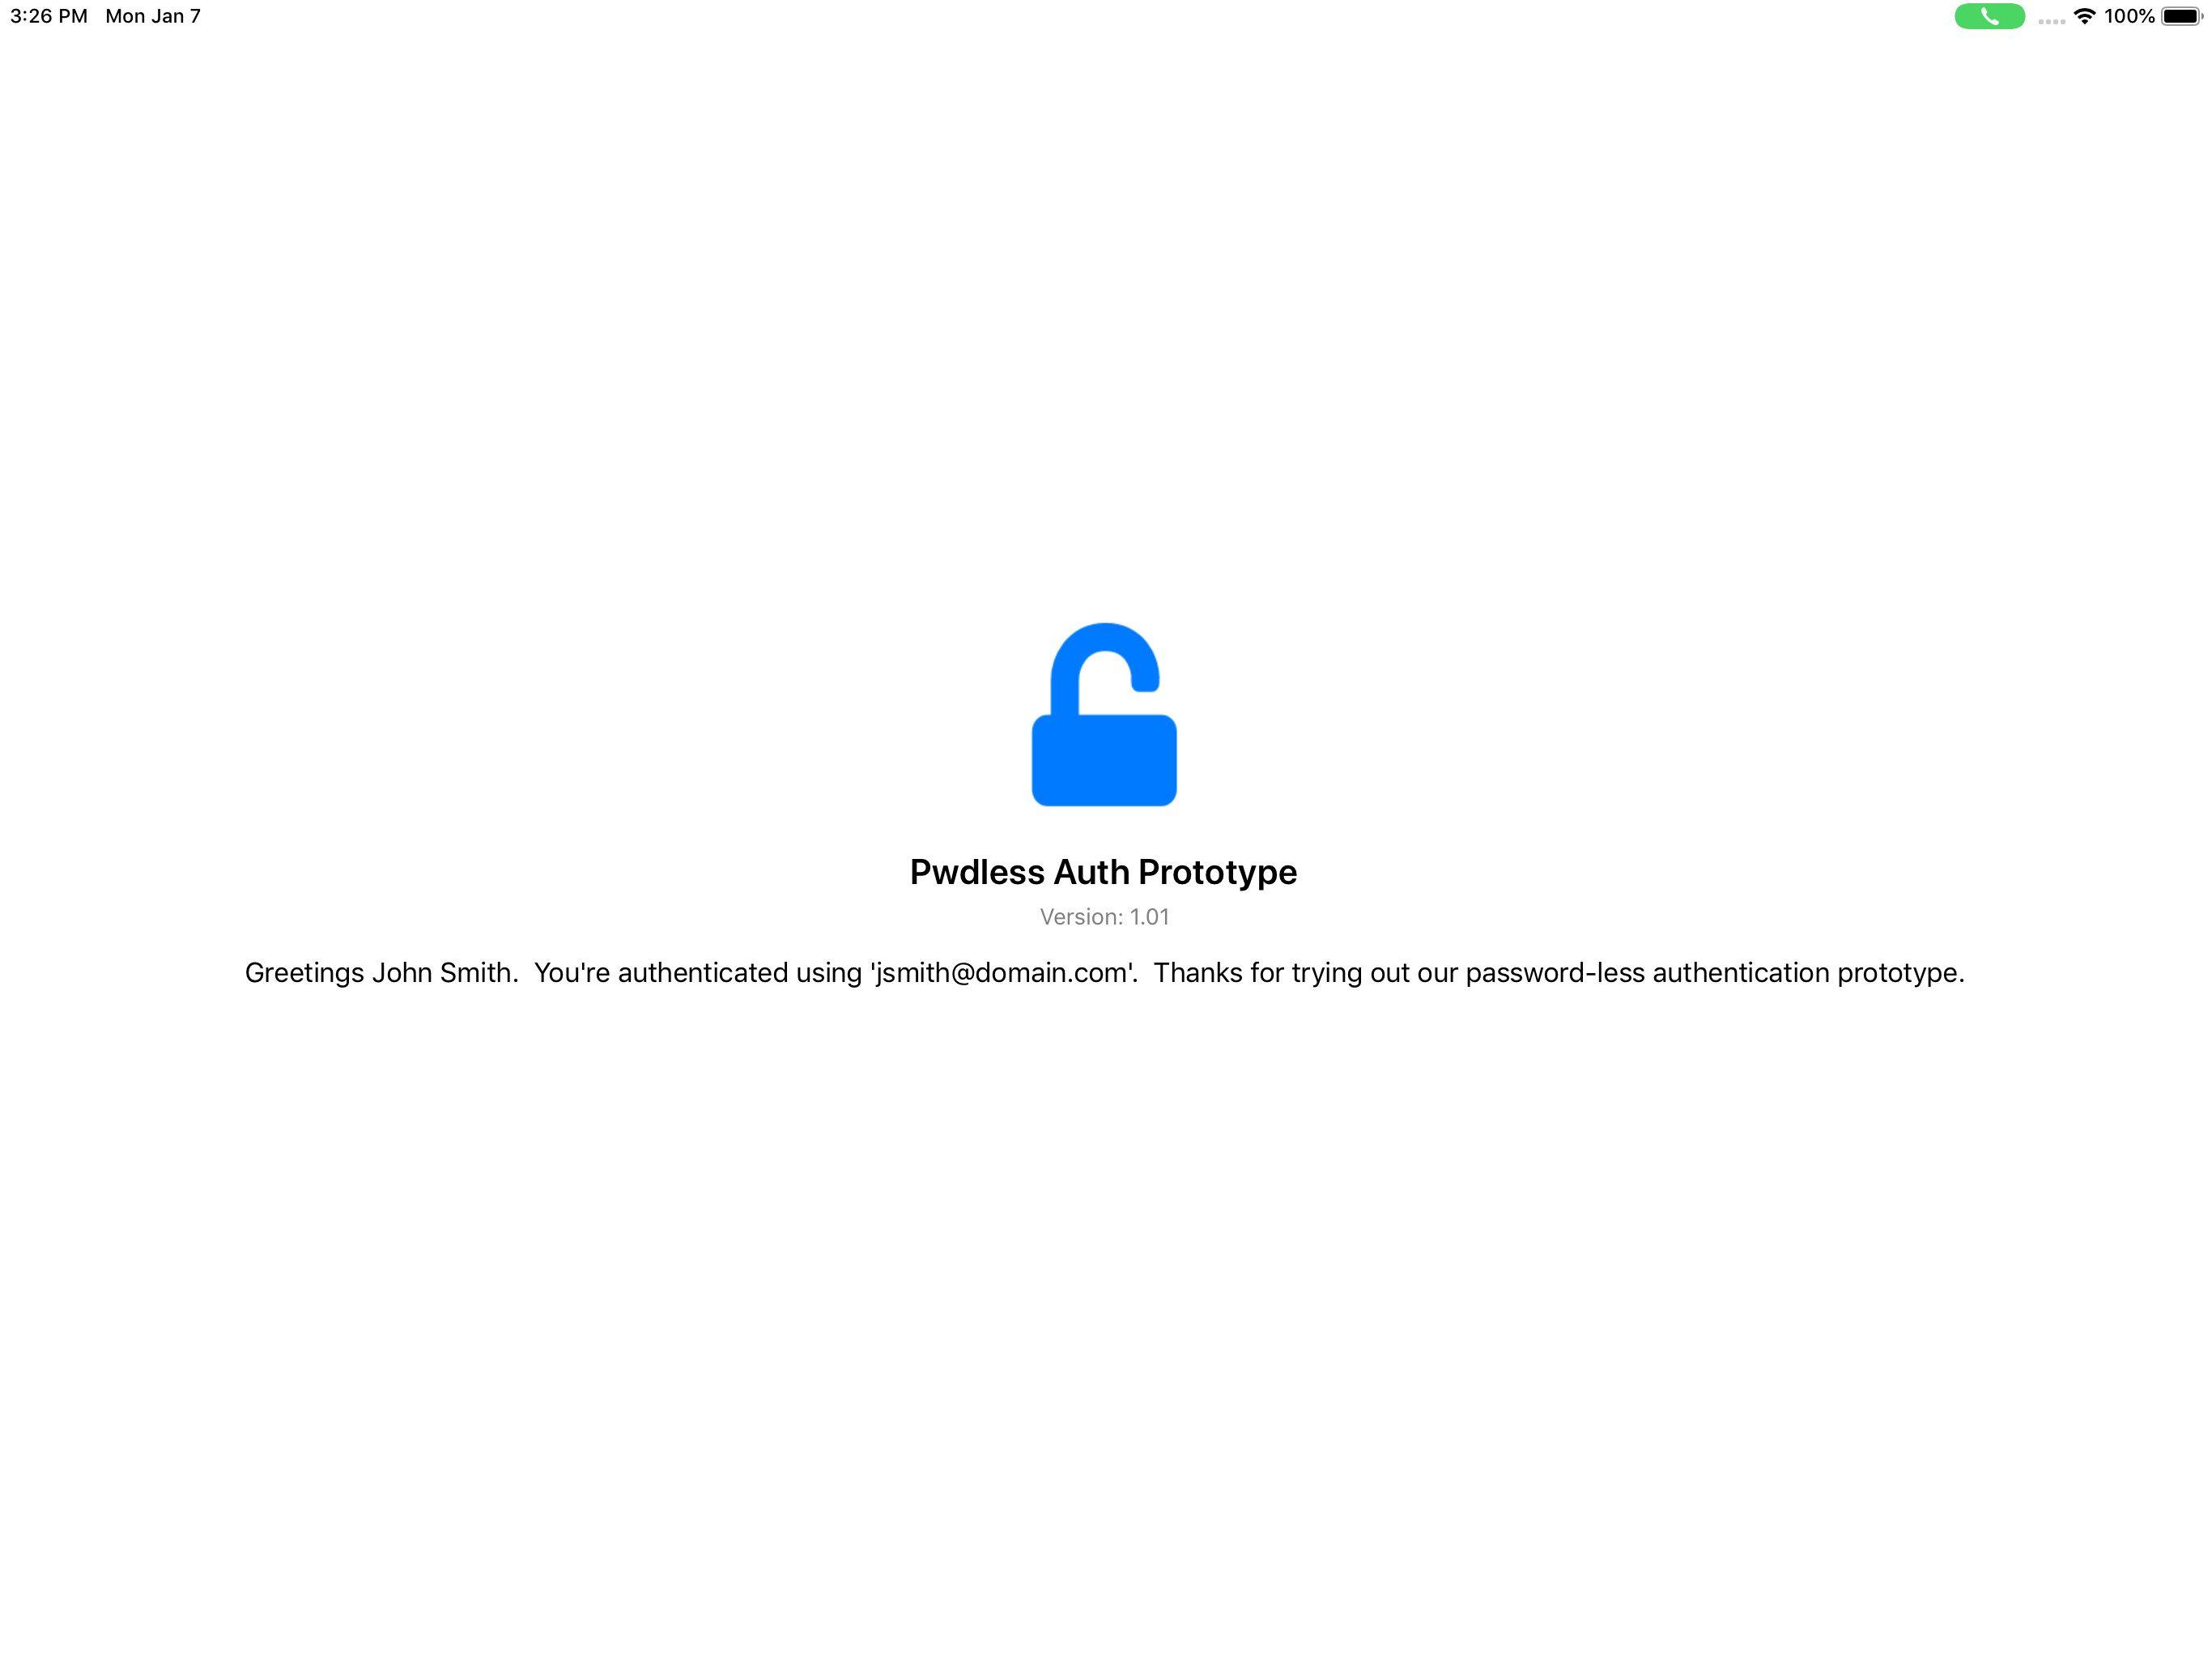 3:26 PM Mon Jan 7 100%
Pwdless Auth Prototype
Version: 1.01
Greetings John Smith.  You're authenticated using 'jsmith@domain.com'.  Thanks for trying out our password-less authentication prototype.